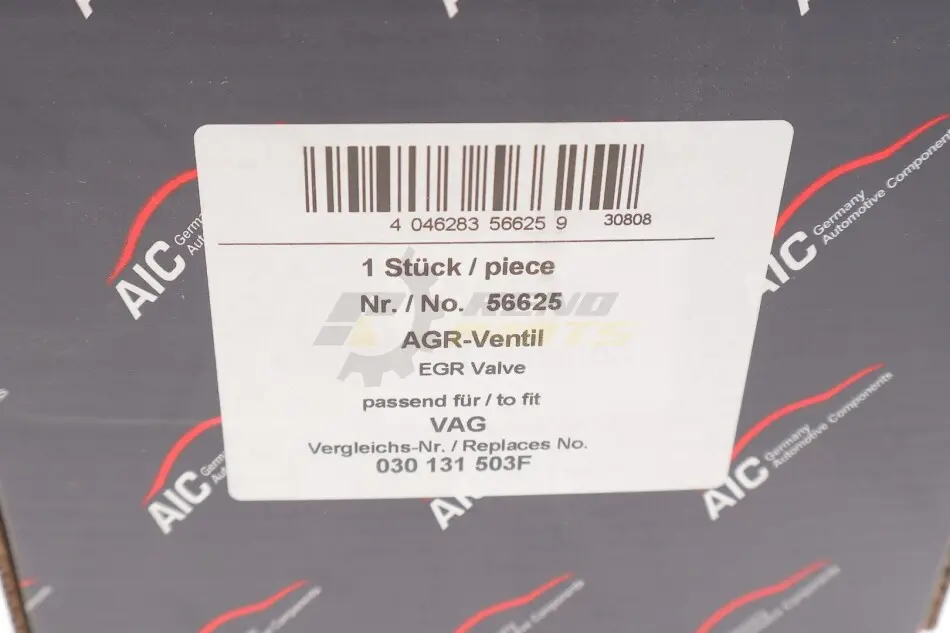 4 046283 56625 9
30808
1 Stück / piece
Nr. / No. 56625
AGR-Ventil
EGR Valve
passend für / to fit
VAG
Vergleichs-Nr. / Replaces No.
030 131 503F
RENO
PARTS
AIC Germany
Automotive Components
Germany
Automotive Components
AIC Germany
AIC
AIC Germany
Automotive Components